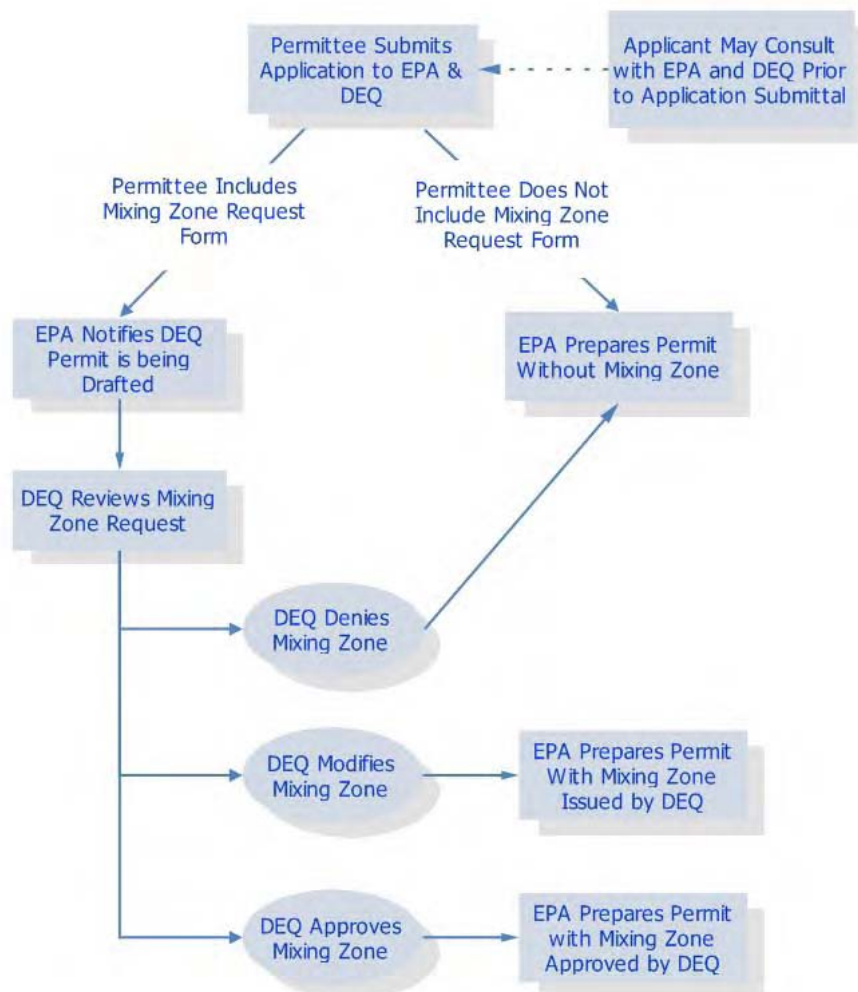 Permittee Submits
Application to EPA &
DEQ
Applicant May Consult
with EPA and DEQ Prior
to Application Submittal
Permittee Includes
Mixing Zone Request
Form
Permittee Does Not
Include Mixing Zone
Request Form
EPA Notifies DEQ
Permit is being
Drafted
EPA Prepares Permit
Without Mixing Zone
DEQ Reviews Mixing
Zone Request
DEQ Denies
Mixing Zone
DEQ Modifies
Mixing Zone
EPA Prepares Permit
With Mixing Zone
Issued by DEQ
DEQ Approves
Mixing Zone
EPA Prepares Permit
with Mixing Zone
Approved by DEQ